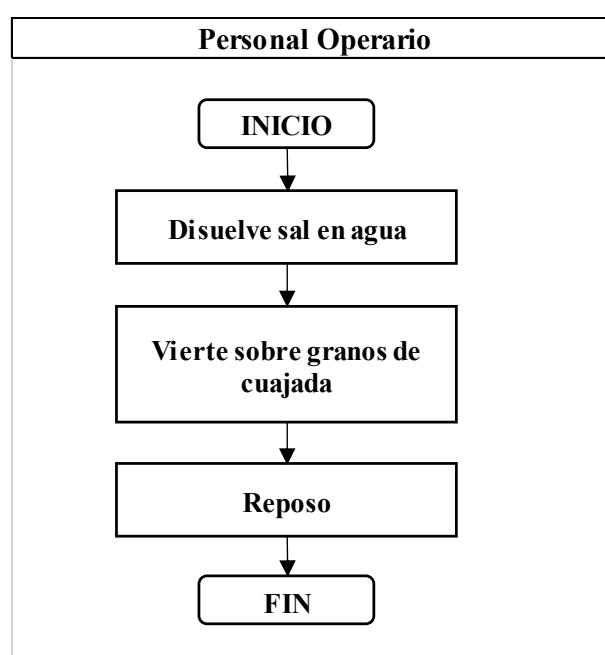 Personal Operario
INICIO
Disuelve sal en agua
Vierte sobre granos de
cuajada
Reposo
FIN